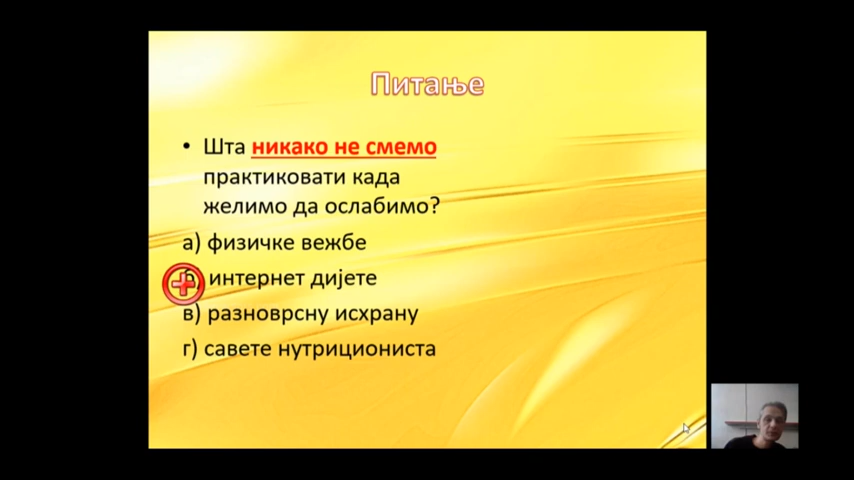 Питање
• Шта никако не смемо
практиковати када
желимо да ослабимо?
а) физичке вежбе
б) интернет дијете
в) разноврсну исхрану
г) савете нутрициониста